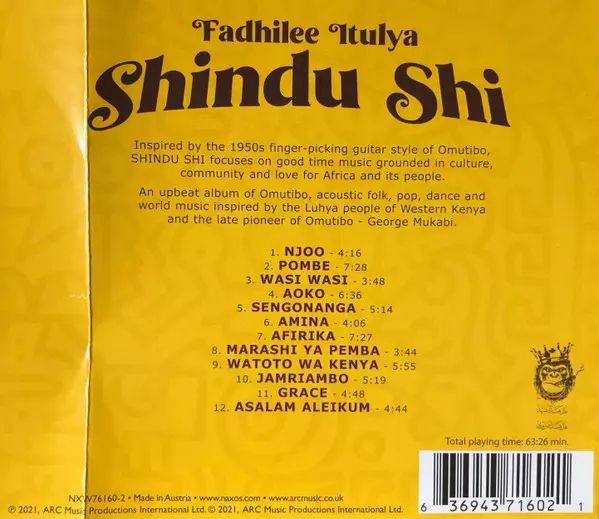 Fadhilee Itulya
Shindu Shi
Inspired by the 1950s finger-picking guitar style of Omutibo,
SHINDU SHI focuses on good time music grounded in culture,
community and love for Africa and its people.
An upbeat album of Omutibo, acoustic folk, pop, dance and
world music inspired by the Luhya people of Western Kenya
and the late pioneer of Omutibo - George Mukabi.
1. NJOO - 4:16
2. POMBE - 7:28
3. WASI WASI - 3:48
4. AOKO - 6:36
5. SENGONANGA - 5:14
6. AMINA - 4:06
7. AFIRIKA - 7:27
8. MARASHI YA PEMBA - 3:44
9. WATOTO WA KENYA - 5:55
10. JAMRIAMBO - 5:19
11. GRACE - 4:48
12. ASALAM ALEIKUM - 4:44
Total playing time: 63:26 min.
NXW76160-2 • Made in Austria • www.naxos.com • www.arcmusic.co.uk
℗ 2021, ARC Music Productions International Ltd. © 2021, ARC Music Productions International Ltd.
6 36943 71602 1